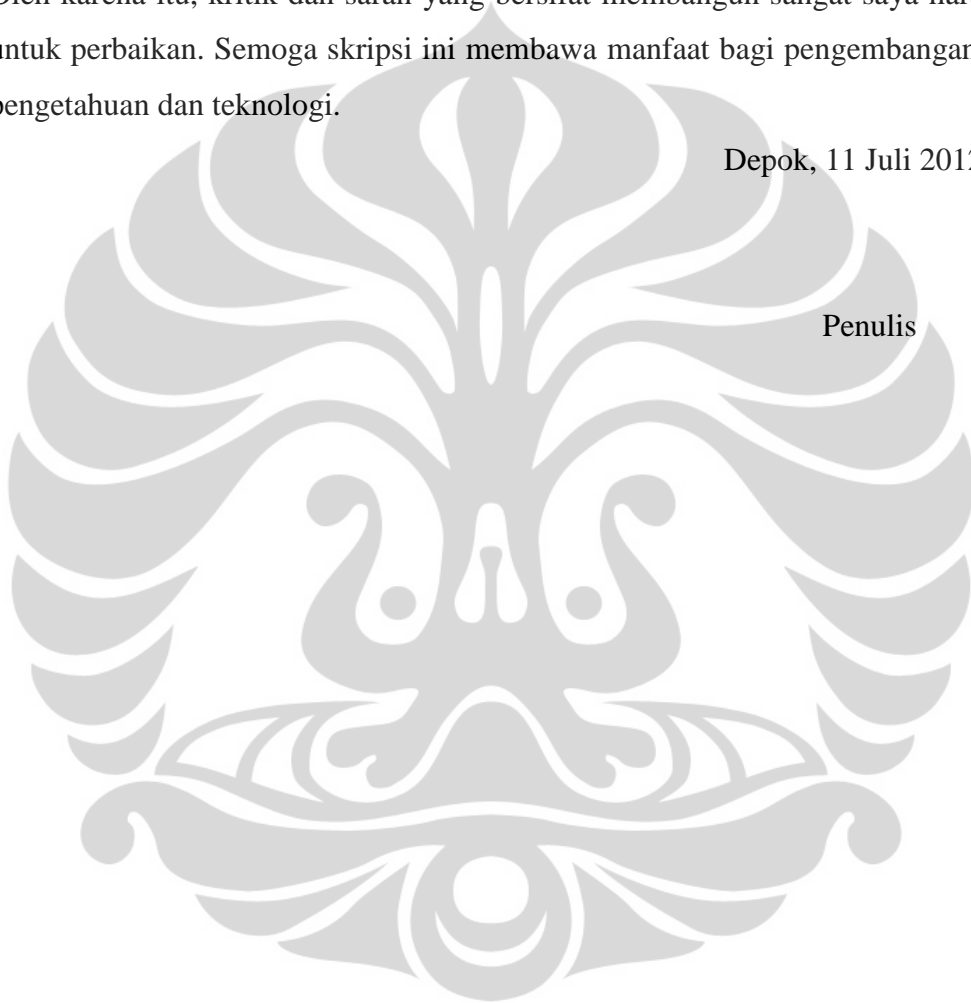 Oleh karena itu, kritik dan saran yang bersifat membangun sangat saya
untuk perbaikan. Semoga skripsi ini membawa manfaat bagi pengembangan
pengetahuan dan teknologi.
Depok, 11 Juli 2012
Penulis